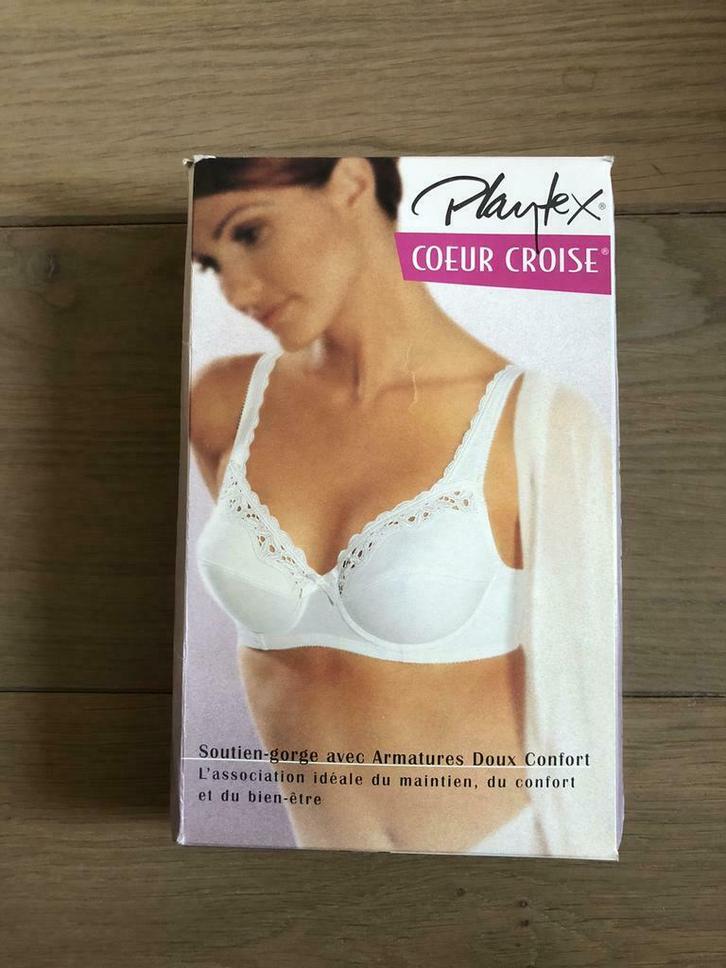 Playtex®
COEUR CROISE®
Soutien-gorge avec Armatures Doux Confort
L'association idéale du maintien, du confort
et du bien-être